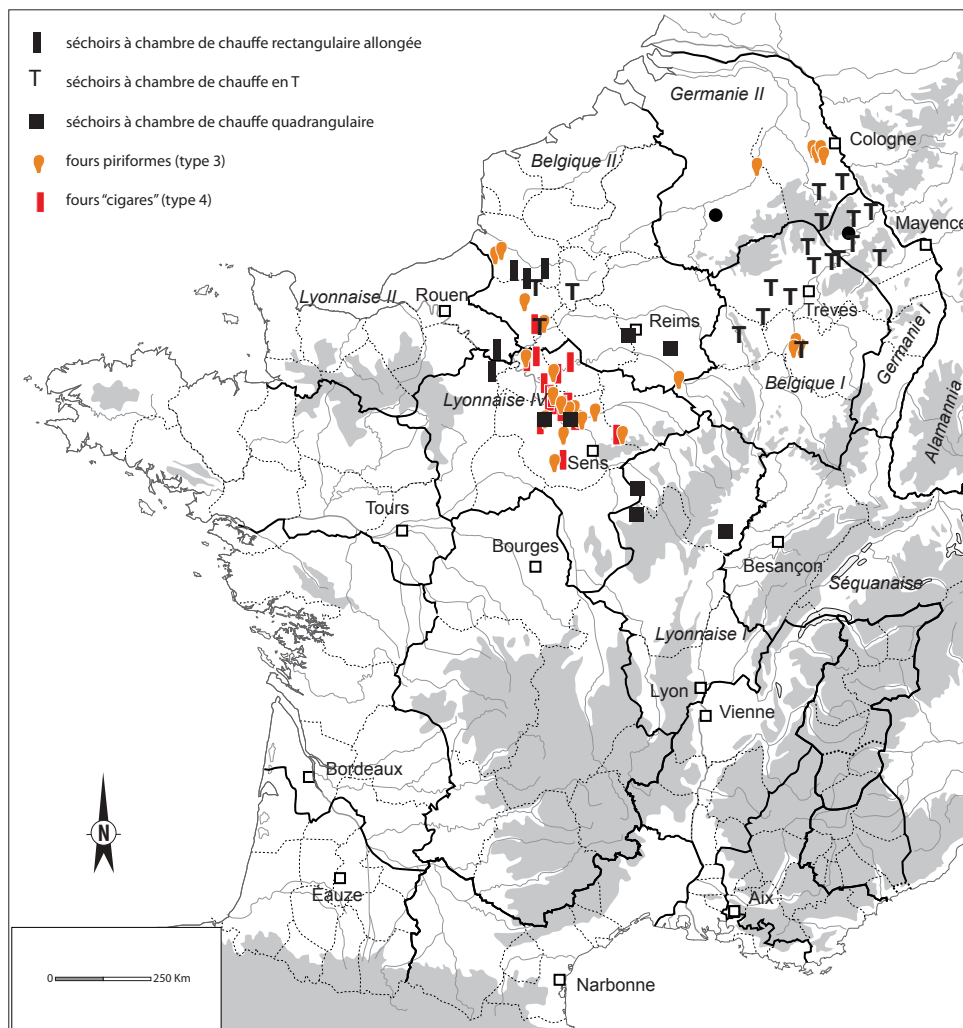 séchoirs à chambre de chauffe rectangulaire allongée
T séchoirs à chambre de chauffe en T
séchoirs à chambre de chauffe quadrangulaire
fours piriformes (type 3)
fours "cigares" (type 4)
Germanie II
Cologne
Belgique II
T T
T T
T
Mayence
T T T
T T T
Lyonnaise II
Rouen
T T
T T
Trèves
T
Reims
T
T
T
Belgique I
Germanie I
Lyonnaise IV
Alamannia
Sens
Tours
Bourges
Besançon
Séquanaise
Lyonnaise I
Lyon
Vienne
Bordeaux
N
Eauze
Aix
0 250 Km
Narbonne